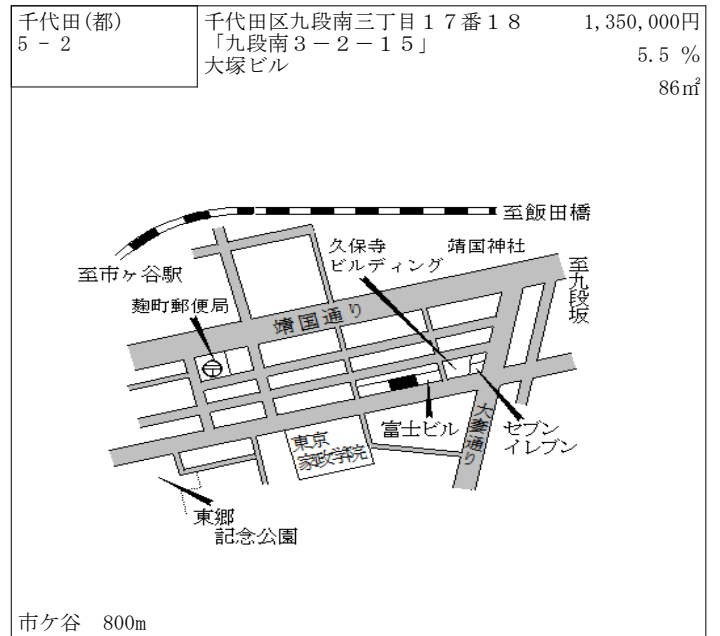 千代田(都)
5 - 2
千代田区九段南三丁目１７番１８
「九段南３－２－１５」
大塚ビル
1,350,000円
5.5 %
86㎡
至飯田橋
久保寺
ビルディング
靖国神社
至市ヶ谷駅
至九段坂
麹町郵便局
靖国通り
富士ビル
大妻通り
セブン
イレブン
東京
家政学院
東郷
記念公園
市ケ谷　800m